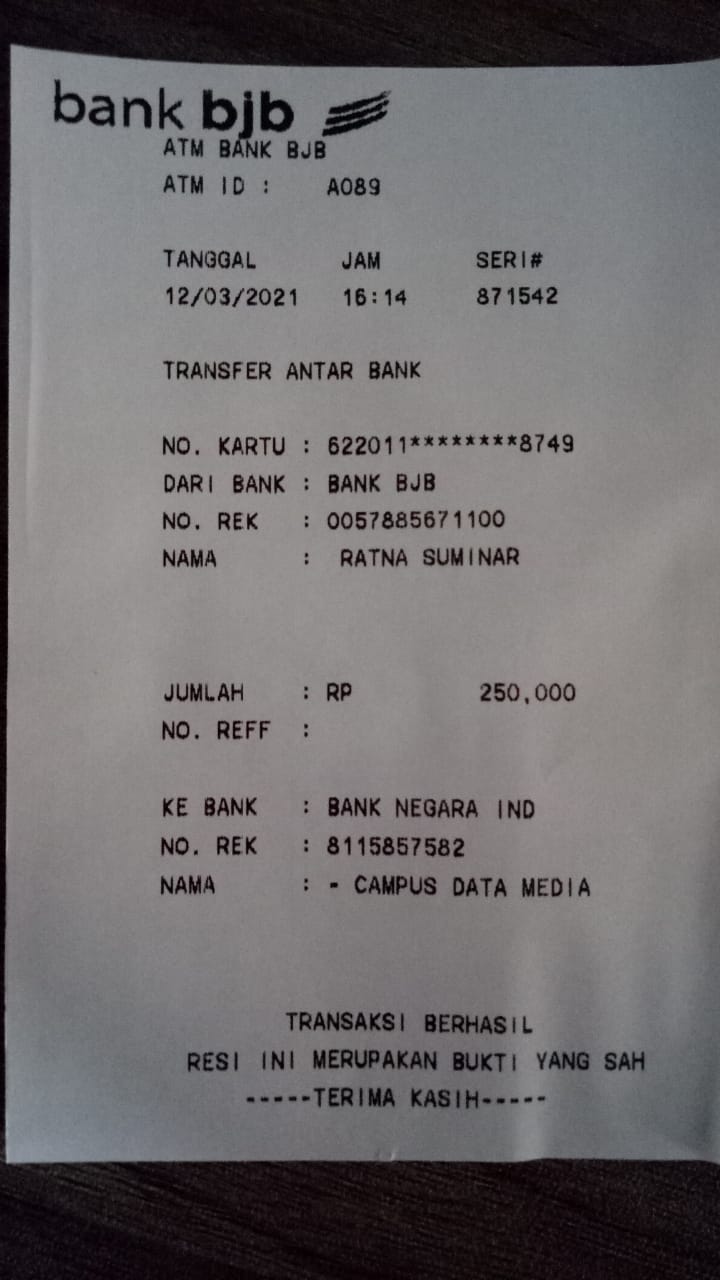 bank bjb
ATM BANK BJB
ATM ID : A089
TANGGAL JAM SERI#
12/03/2021 16:14 871542
TRANSFER ANTAR BANK
NO. KARTU : 622011********8749
DARI BANK : BANK BJB
NO. REK : 0057885671100
NAMA : RATNA SUMINAR
JUMLAH : RP 250,000
NO. REFF :
KE BANK : BANK NEGARA IND
NO. REK : 8115857582
NAMA : - CAMPUS DATA MEDIA
TRANSAKSI BERHASIL
RESI INI MERUPAKAN BUKTI YANG SAH
-----TERIMA KASIH-----